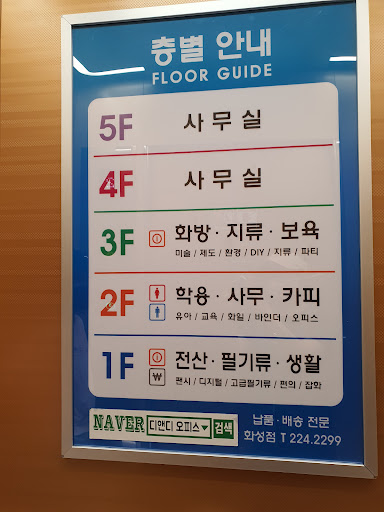 층별 안내
FLOOR GUIDE
5F 사무실
4F 사무실
3F 화방·지류·보육
미술 / 제도 / 환경 / DIY / 지류 / 파티
2F 학용·사무·카피
유아 / 교육 / 화일 / 바인더 / 오피스
1F 전산·필기류·생활
₩ 팬시 / 디지털 / 고급필기류 / 편의 / 잡화
NAVER 디앤디 오피스 검색
납품·배송 전문
화성점 T 224.2299